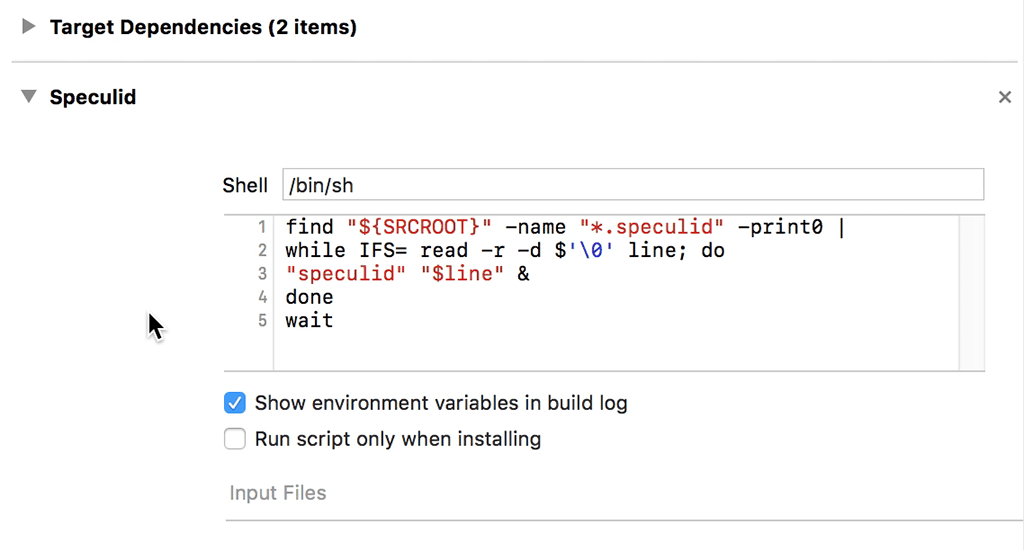 Target Dependencies (2 items)
Speculid
Shell /bin/sh
1 find "${SRCROOT}" -name "*.speculid" -print0 |
2 while IFS= read -r -d $'\0' line; do
3 "speculid" "$line" &
4 done
5 wait
Show environment variables in build log
Run script only when installing
Input Files